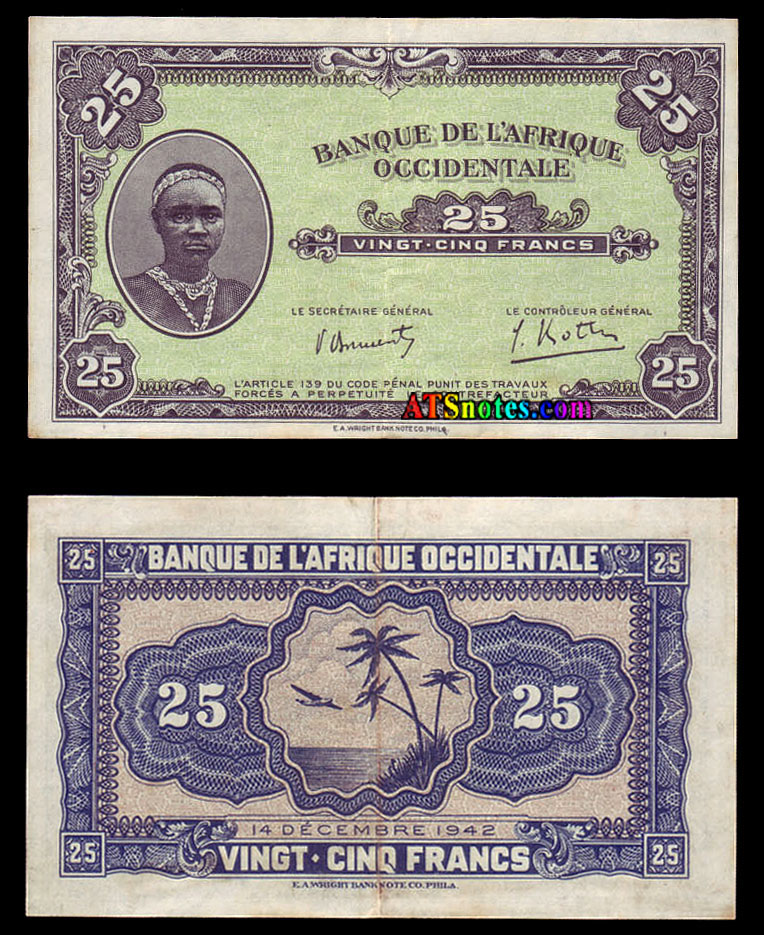 25
25
BANQUE DE L'AFRIQUE
OCCIDENTALE
25
VINGT·CINQ FRANCS
LE SECRÉTAIRE GÉNÉRAL
LE CONTRÔLEUR GÉNÉRAL
25
25
L'ARTICLE 139 DU CODE PÉNAL PUNIT DES TRAVAUX
FORCÉS A PERPETUITÉ
ATSnotes.com
E.A.WRIGHT BANK NOTE CO. PHILA.
25
BANQUE DE L'AFRIQUE OCCIDENTALE
25
25
25
14 DÉCEMBRE 1942
25
VINGT·CINQ FRANCS
25
E.A.WRIGHT BANK NOTE CO. PHILA.